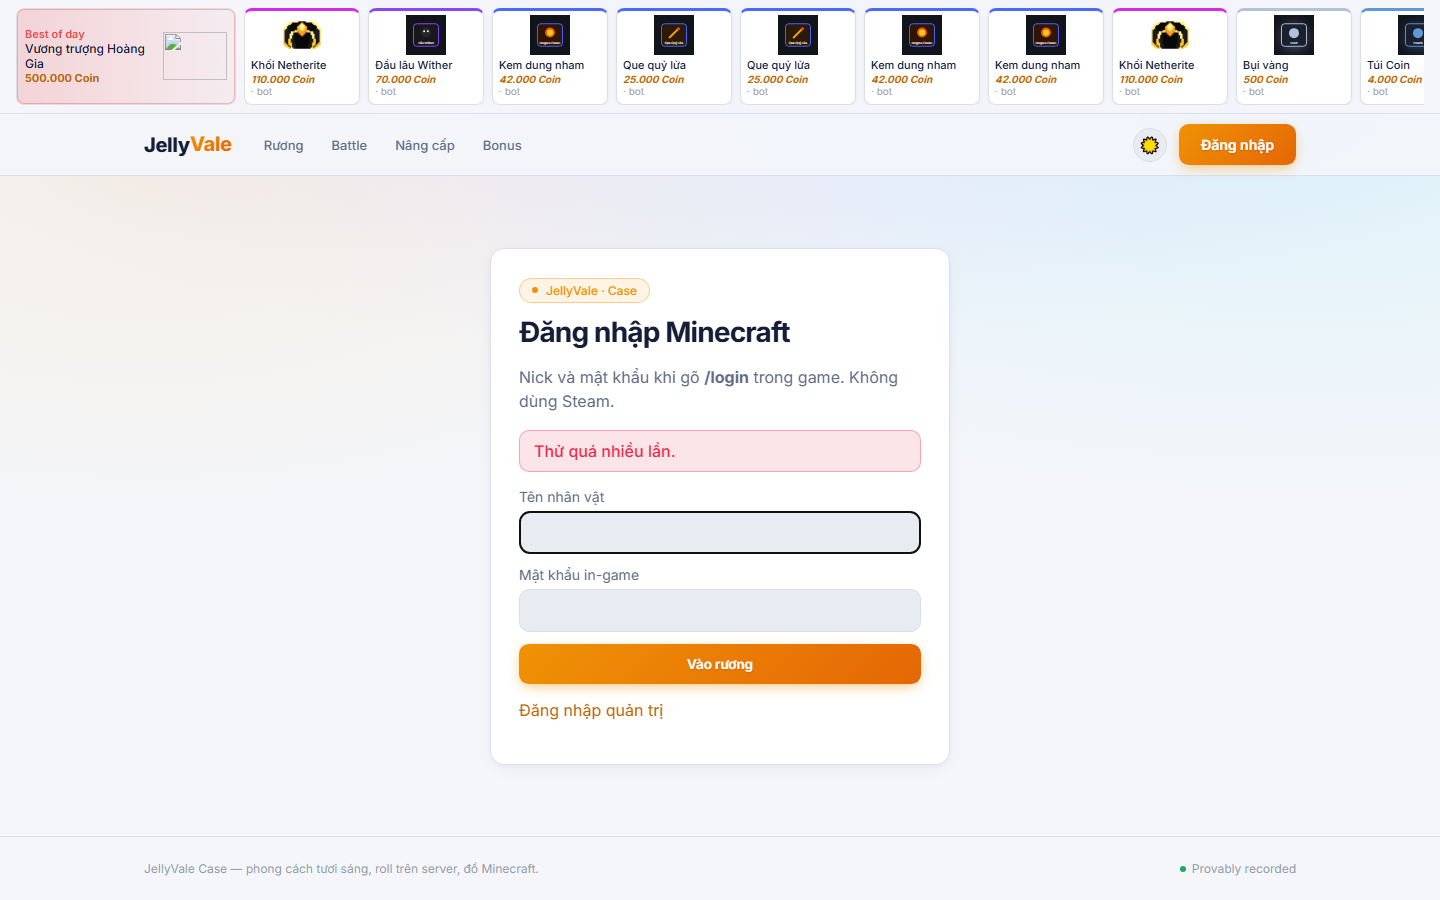 Best of day
Vương trượng Hoàng
Gia
500.000 Coin
Khối Netherite
110.000 Coin
· bot
Đầu lâu Wither
70.000 Coin
· bot
Kem dung nham
42.000 Coin
· bot
Que quỷ lửa
25.000 Coin
· bot
Que quỷ lửa
25.000 Coin
· bot
Kem dung nham
42.000 Coin
· bot
Kem dung nham
42.000 Coin
· bot
Khối Netherite
110.000 Coin
· bot
Bụi vàng
500 Coin
· bot
Túi Coin
4.000 Coin
· bot
JellyVale
Rương
Battle
Nâng cấp
Bonus
Đăng nhập
JellyVale · Case
Đăng nhập Minecraft
Nick và mật khẩu khi gõ /login trong game. Không
dùng Steam.
Thử quá nhiều lần.
Tên nhân vật
Mật khẩu in-game
Vào rương
Đăng nhập quản trị
JellyVale Case — phong cách tươi sáng, roll trên server, đồ Minecraft.
Provably recorded